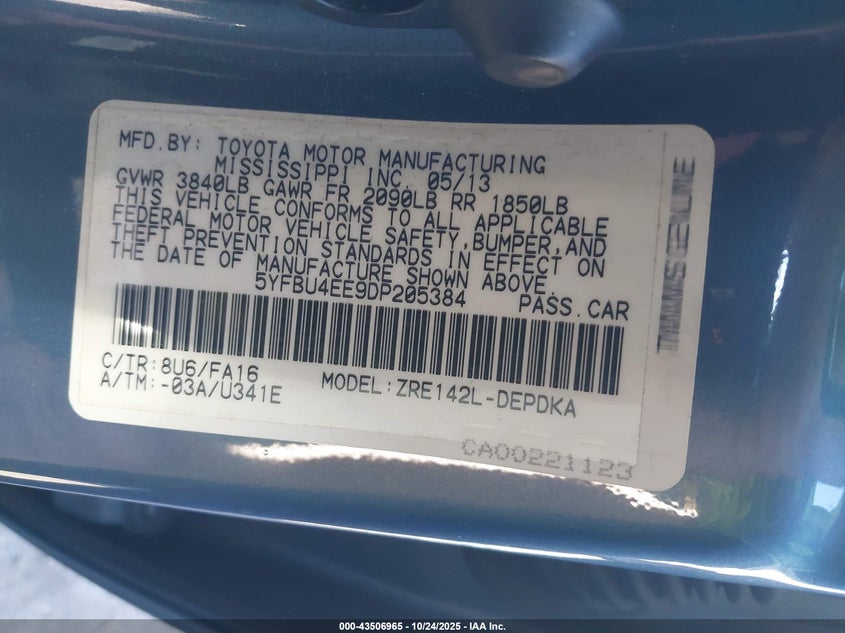 MFD.BY: TOYOTA MOTOR MANUFACTURING
MISSISSIPPI INC. 05/13
GVWR 3840LB GAWR FR 2090LB RR 1850LB
THIS VEHICLE CONFORMS TO ALL APPLICABLE
FEDERAL MOTOR VEHICLE SAFETY,BUMPER,AND
THEFT PREVENTION STANDARDS IN EFFECT ON
THE DATE OF MANUFACTURE SHOWN ABOVE.
5YFBU4EE9DP205384 PASS.CAR
C/TR:8U6/FA16
A/TM:-03A/U341E MODEL:ZRE142L-DEPDKA
CA00221123
000-43506965 - 10/24/2025 - IAA Inc.